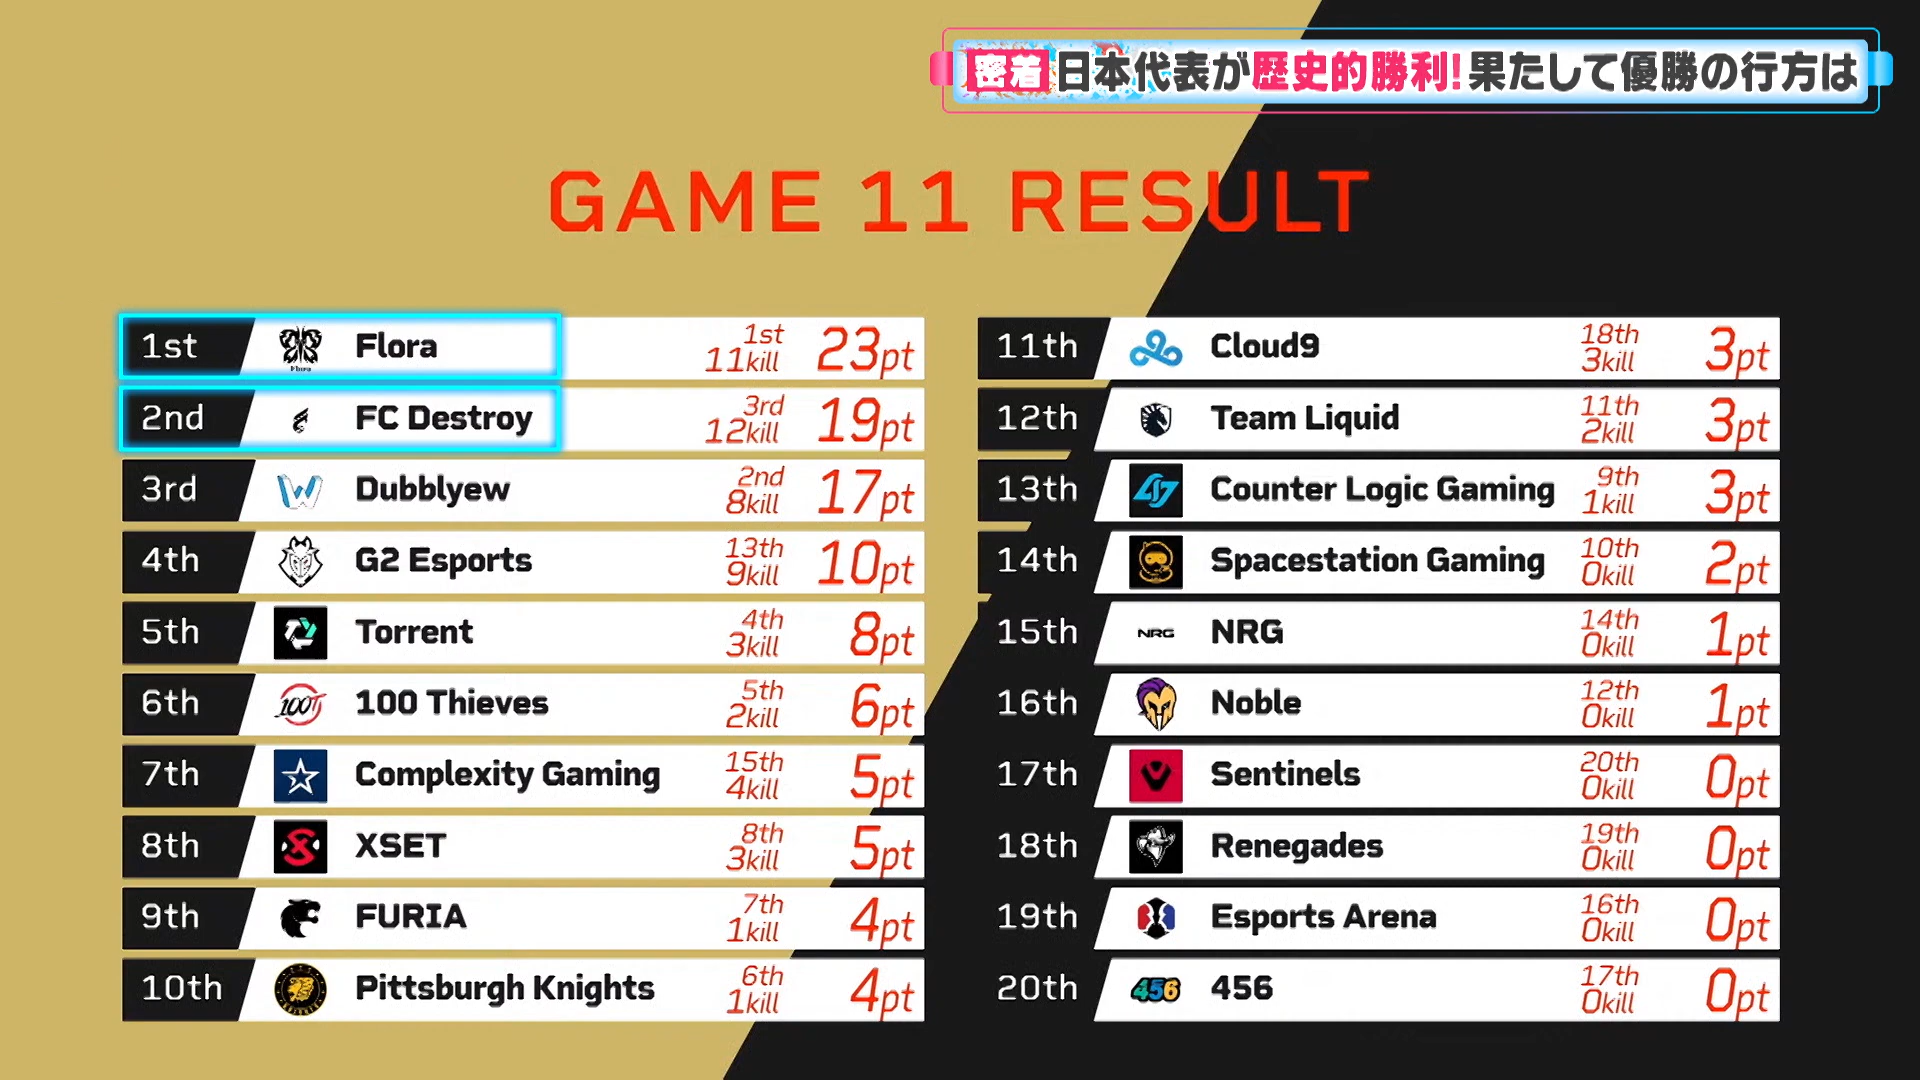 密着 日本代表が歴史的勝利!果たして優勝の行方は
GAME 11 RESULT
1st Flora Flora 1st 11kill 23pt
2nd FC Destroy 3rd 12kill 19pt
3rd W Dubblyew 2nd 8kill 17pt
4th G2 Esports 13th 9kill 10pt
5th Torrent 4th 3kill 8pt
6th 100T 100 Thieves 5th 2kill 6pt
7th Complexity Gaming 15th 4kill 5pt
8th XSET 8th 3kill 5pt
9th FURIA 7th 1kill 4pt
10th Pittsburgh Knights 6th 1kill 4pt
11th Cloud9 18th 3kill 3pt
12th Team Liquid 11th 2kill 3pt
13th Counter Logic Gaming 9th 1kill 3pt
14th Spacestation Gaming 10th 0kill 2pt
15th NRG NRG 14th 0kill 1pt
16th Noble 12th 0kill 1pt
17th Sentinels 20th 0kill 0pt
18th Renegades 19th 0kill 0pt
19th Esports Arena 16th 0kill 0pt
20th 456 456 17th 0kill 0pt